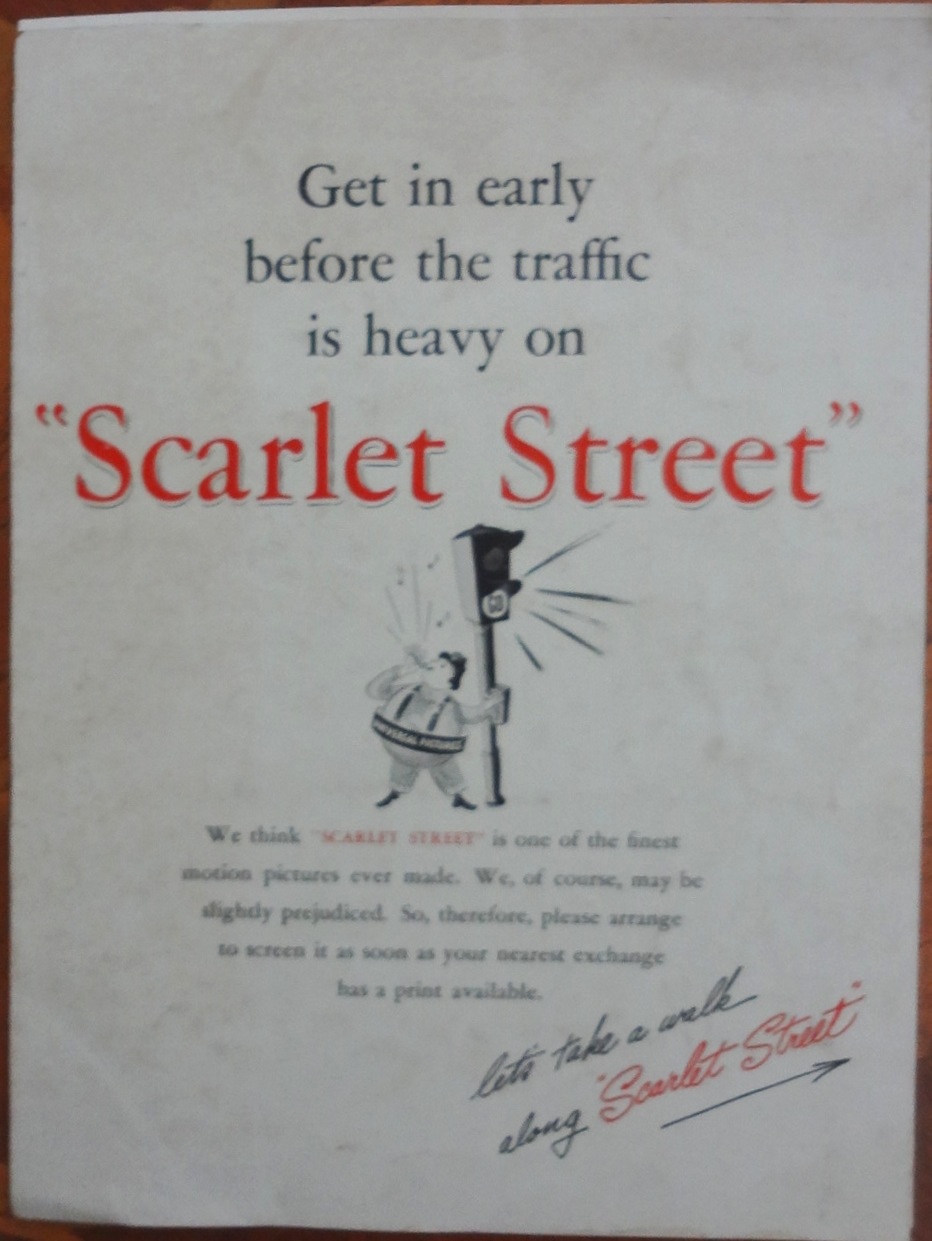 Get in early
before the traffic
is heavy on
“Scarlet Street”
GO
UNIVERSAL PICTURES
We think "SCARLET STREET" is one of the finest
motion pictures ever made. We, of course, may be
slightly prejudiced. So, therefore, please arrange
to screen it as soon as your nearest exchange
has a print available.
let's take a walk
along "Scarlet Street"